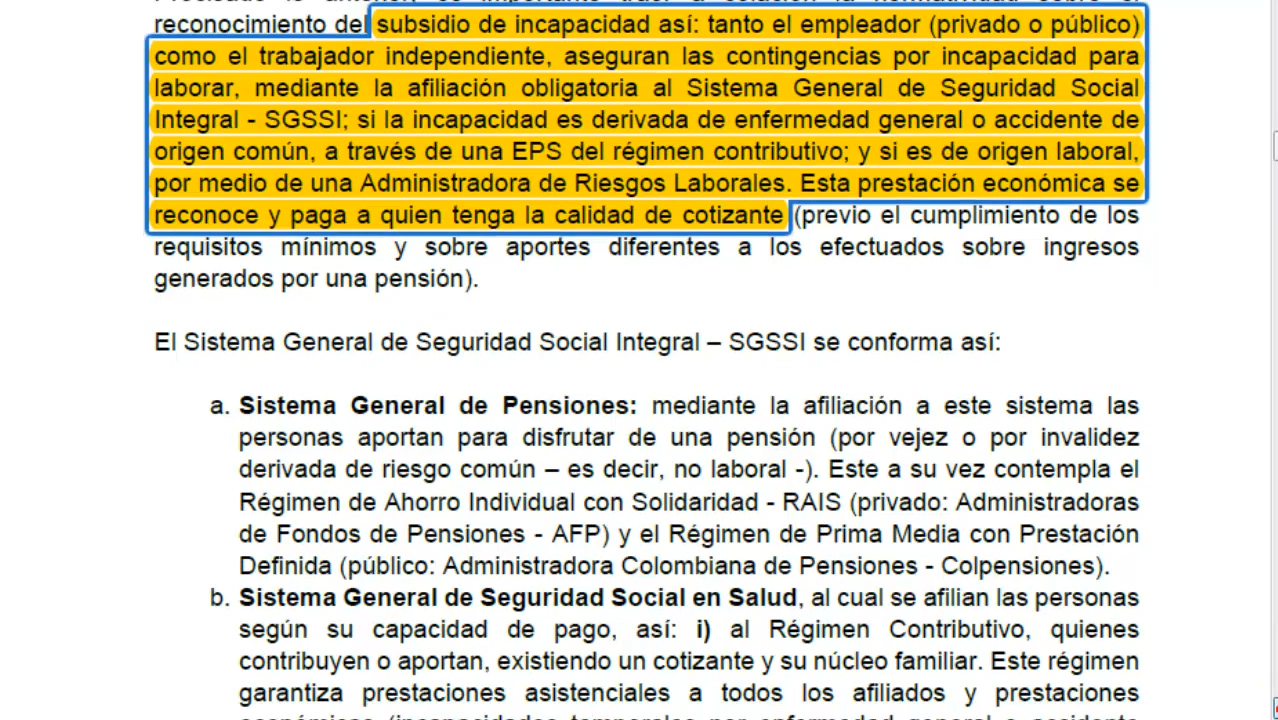 reconocimiento del subsidio de incapacidad así: tanto el empleador (privado o público)
como el trabajador independiente, aseguran las contingencias por incapacidad para
laborar, mediante la afiliación obligatoria al Sistema General de Seguridad Social
Integral - SGSSI; si la incapacidad es derivada de enfermedad general o accidente de
origen común, a través de una EPS del régimen contributivo; y si es de origen laboral,
por medio de una Administradora de Riesgos Laborales. Esta prestación económica se
reconoce y paga a quien tenga la calidad de cotizante (previo el cumplimiento de los
requisitos mínimos y sobre aportes diferentes a los efectuados sobre ingresos
generados por una pensión).
El Sistema General de Seguridad Social Integral – SGSSI se conforma así:
a. Sistema General de Pensiones: mediante la afiliación a este sistema las
personas aportan para disfrutar de una pensión (por vejez o por invalidez
derivada de riesgo común – es decir, no laboral -). Este a su vez contempla el
Régimen de Ahorro Individual con Solidaridad - RAIS (privado: Administradoras
de Fondos de Pensiones - AFP) y el Régimen de Prima Media con Prestación
Definida (público: Administradora Colombiana de Pensiones - Colpensiones).
b. Sistema General de Seguridad Social en Salud, al cual se afilian las personas
según su capacidad de pago, así: i) al Régimen Contributivo, quienes
contribuyen o aportan, existiendo un cotizante y su núcleo familiar. Este régimen
garantiza prestaciones asistenciales a todos los afiliados y prestaciones